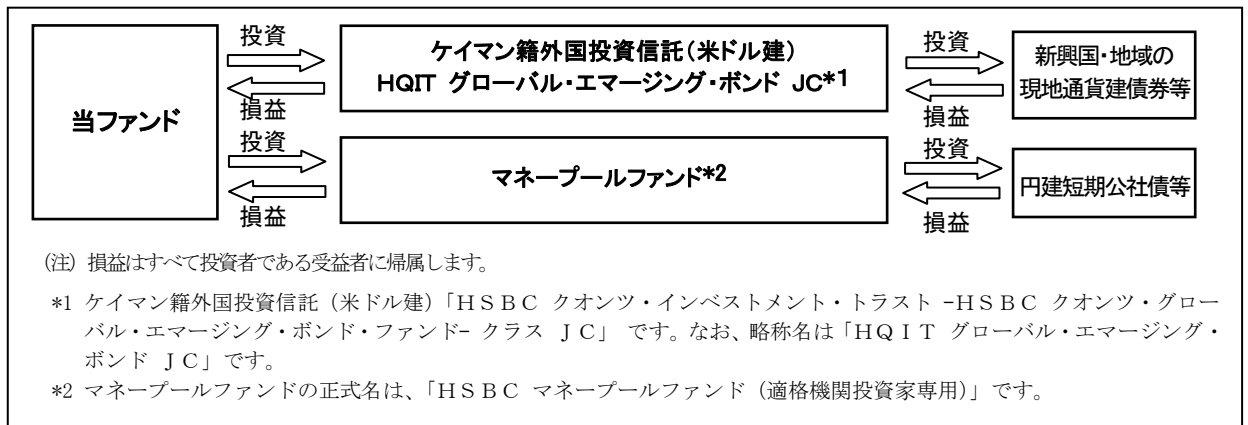 当ファンド
投資
損益
投資
損益
ケイマン籍外国投資信託(米ドル建)
HQIT グローバル・エマージング・ボンド JC*1
マネープールファンド*2
投資
損益
投資
損益
新興国・地域の
現地通貨建債券等
円建短期公社債等
(注) 損益はすべて投資者である受益者に帰属します。
*1 ケイマン籍外国投資信託(米ドル建)「HSBC クオンツ・インベストメント・トラスト -HSBC クオンツ・グロー
バル・エマージング・ボンド・ファンド- クラス JC」 です。なお、略称名は「HQIT グローバル・エマージング・
ボンド JC」です。
*2 マネープールファンドの正式名は、「HSBC マネープールファンド(適格機関投資家専用)」です。